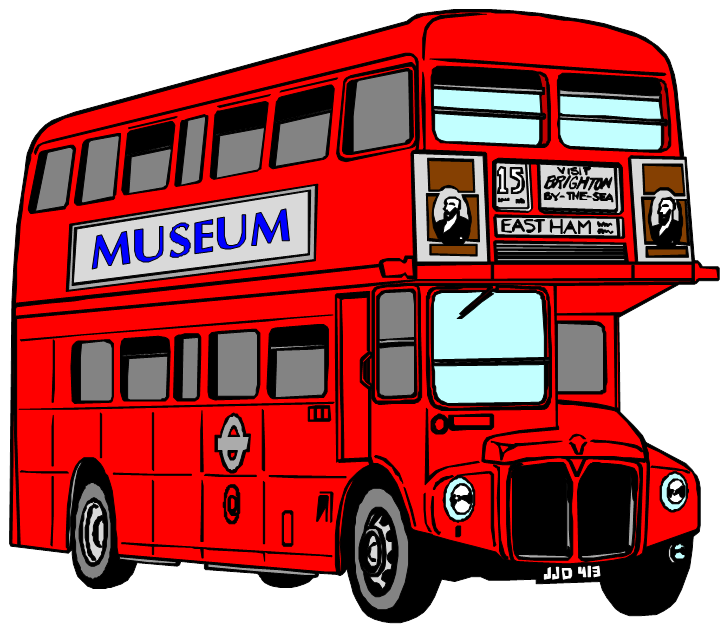 MUSEUM
15
VISIT
BRIGHTON
BY-THE-SEA
EAST HAM
JJD 413